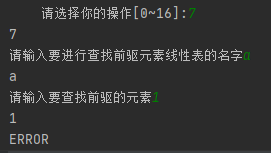 请选择你的操作[0~16]:7
7
请输入要进行查找前驱元素线性表的名字a
a
请输入要查找前驱的元素1
1
ERROR